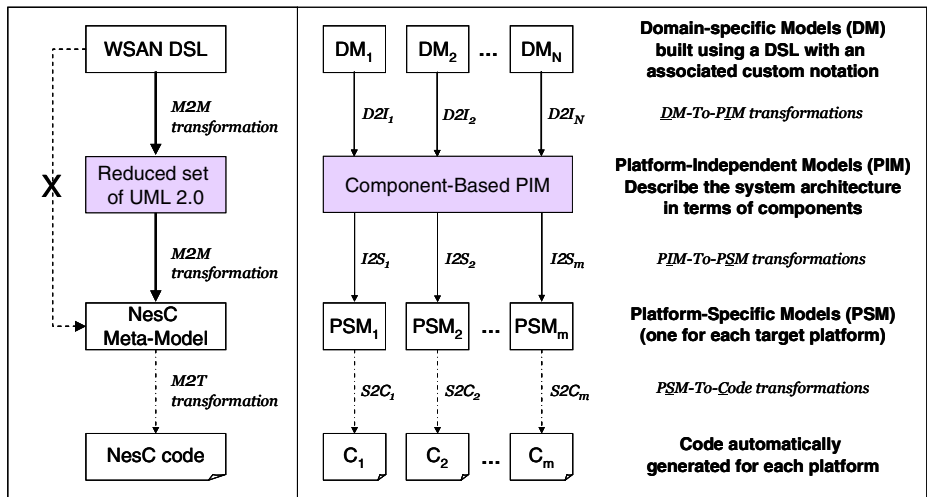 WSAN DSL
M2M
transformation
X
Reduced set
of UML 2.0
M2M
transformation
NesC
Meta-Model
M2T
transformation
NesC code
DM1 DM2 ... DMN
D2I1 D2I2 D2IN
Component-Based PIM
I2S1 I2S2 I2Sm
PSM1 PSM2 ... PSMm
S2C1 S2C2 S2Cm
C1 C2 ... Cm
Domain-specific Models (DM)
built using a DSL with an
associated custom notation
DM-To-PIM transformations
Platform-Independent Models (PIM)
Describe the system architecture
in terms of components
PIM-To-PSM transformations
Platform-Specific Models (PSM)
(one for each target platform)
PSM-To-Code transformations
Code automatically
generated for each platform